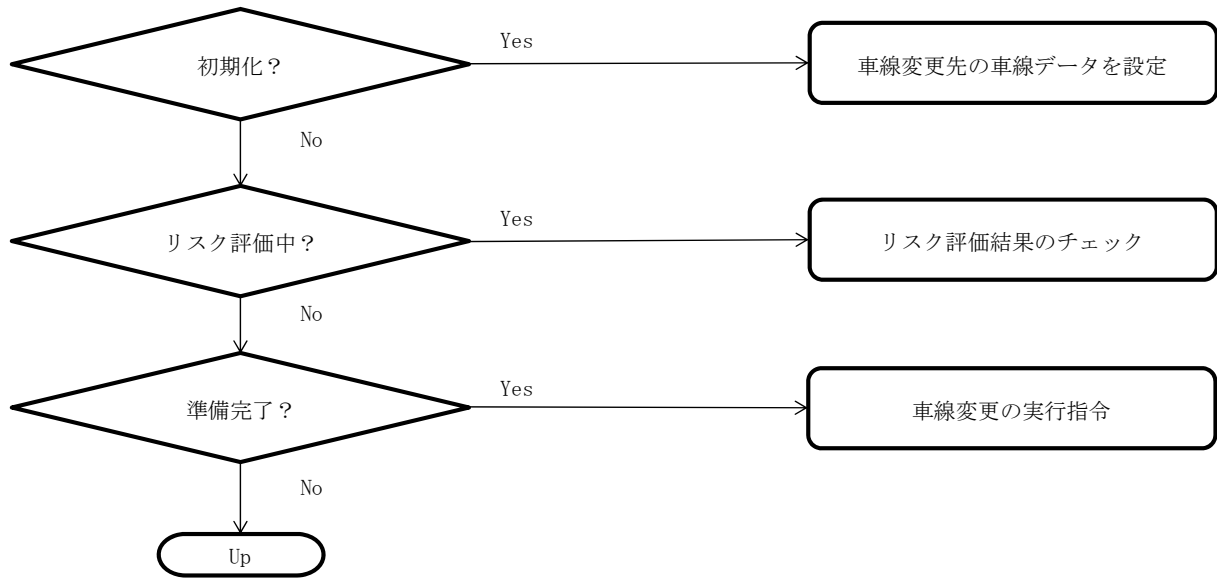 初期化？
Yes
車線変更先の車線データを設定
No
リスク評価中？
Yes
リスク評価結果のチェック
No
準備完了？
Yes
車線変更の実行指令
No
Up